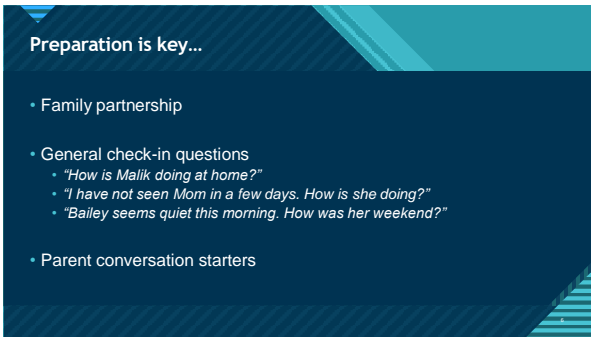 Preparation is key…
• Family partnership
• General check-in questions
• “How is Malik doing at home?”
• “I have not seen Mom in a few days. How is she doing?”
• “Bailey seems quiet this morning. How was her weekend?”
• Parent conversation starters